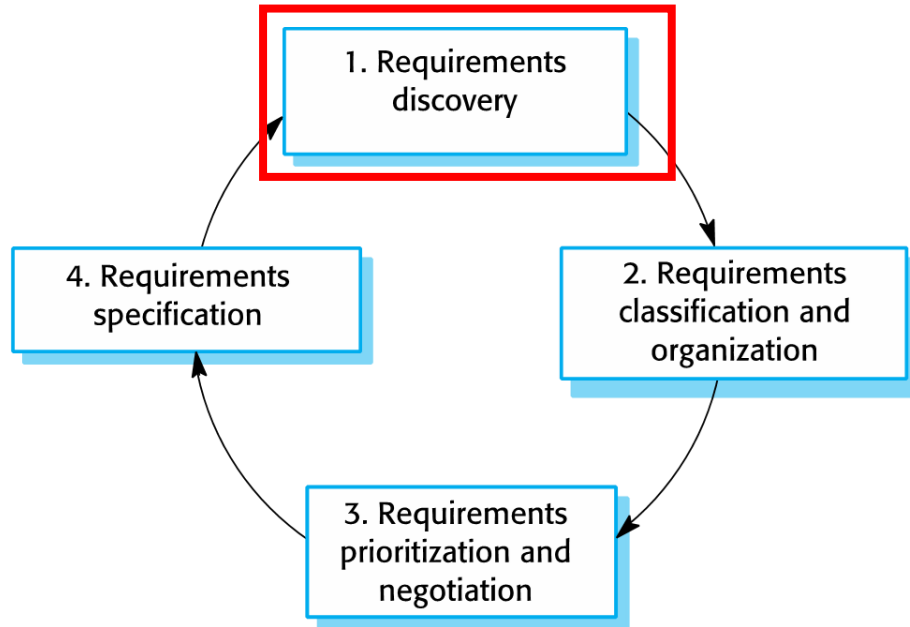 1. Requirements
discovery
2. Requirements
classification and
organization
3. Requirements
prioritization and
negotiation
4. Requirements
specification